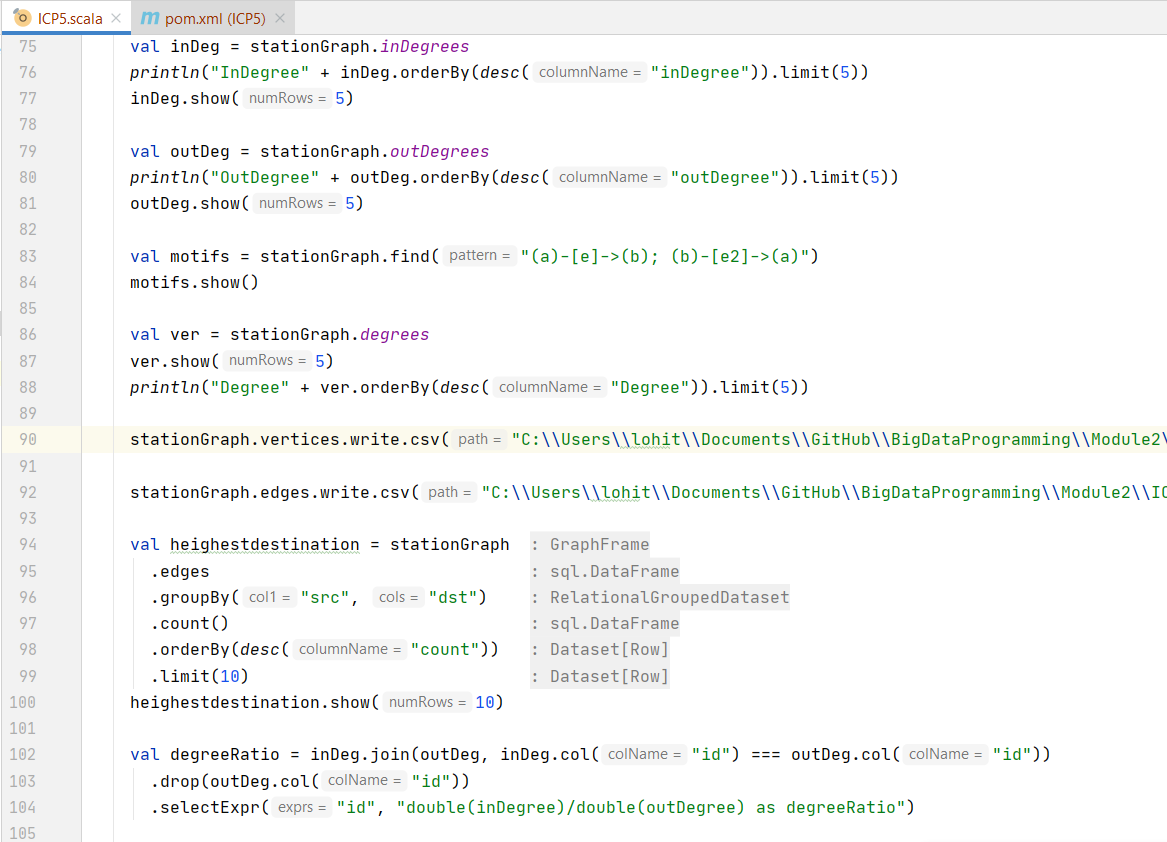 ICP5.scala pom.xml (ICP5)
75 val inDeg = stationGraph.inDegrees
76 println("InDegree" + inDeg.orderBy(desc( columnName = "inDegree")).limit(5))
77 inDeg.show( numRows = 5)
78
79 val outDeg = stationGraph.outDegrees
80 println("OutDegree" + outDeg.orderBy(desc( columnName = "outDegree")).limit(5))
81 outDeg.show( numRows = 5)
82
83 val motifs = stationGraph.find( pattern = "(a)-[e]->(b); (b)-[e2]->(a)")
84 motifs.show()
85
86 val ver = stationGraph.degrees
87 ver.show( numRows = 5)
88 println("Degree" + ver.orderBy(desc( columnName = "Degree")).limit(5))
89
90 stationGraph.vertices.write.csv( path = "C:\\Users\\lohit\\Documents\\GitHub\\BigDataProgramming\\Module2\
91
92 stationGraph.edges.write.csv( path = "C:\\Users\\lohit\\Documents\\GitHub\\BigDataProgramming\\Module2\\IC
93
94 val heighestdestination = stationGraph : GraphFrame
95 .edges : sql.DataFrame
96 .groupBy( col1 = "src", cols = "dst") : RelationalGroupedDataset
97 .count() : sql.DataFrame
98 .orderBy(desc( columnName = "count")) : Dataset[Row]
99 .limit(10) : Dataset[Row]
100 heighestdestination.show( numRows = 10)
101
102 val degreeRatio = inDeg.join(outDeg, inDeg.col( colName = "id") === outDeg.col( colName = "id"))
103 .drop(outDeg.col( colName = "id"))
104 .selectExpr( exprs = "id", "double(inDegree)/double(outDegree) as degreeRatio")
105